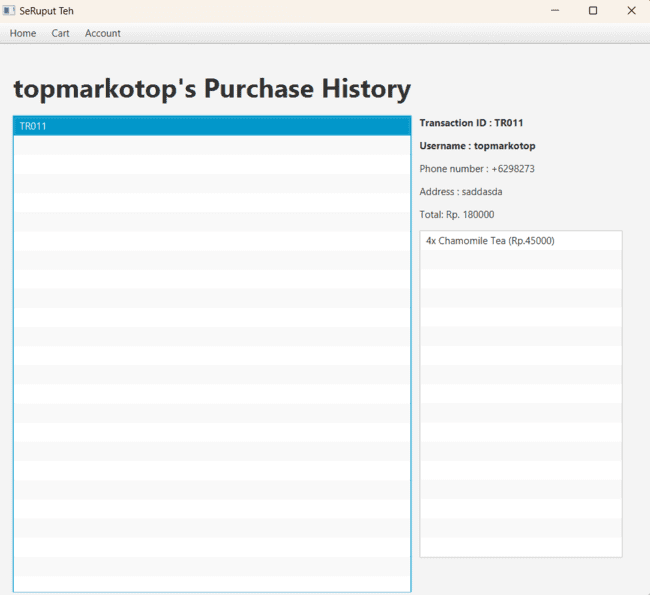 SeRuput Teh
Home Cart Account
topmarkotop's Purchase History
TR011
Transaction ID : TR011
Username : topmarkotop
Phone number : +6298273
Address : saddasda
Total: Rp. 180000
4x Chamomile Tea (Rp.45000)